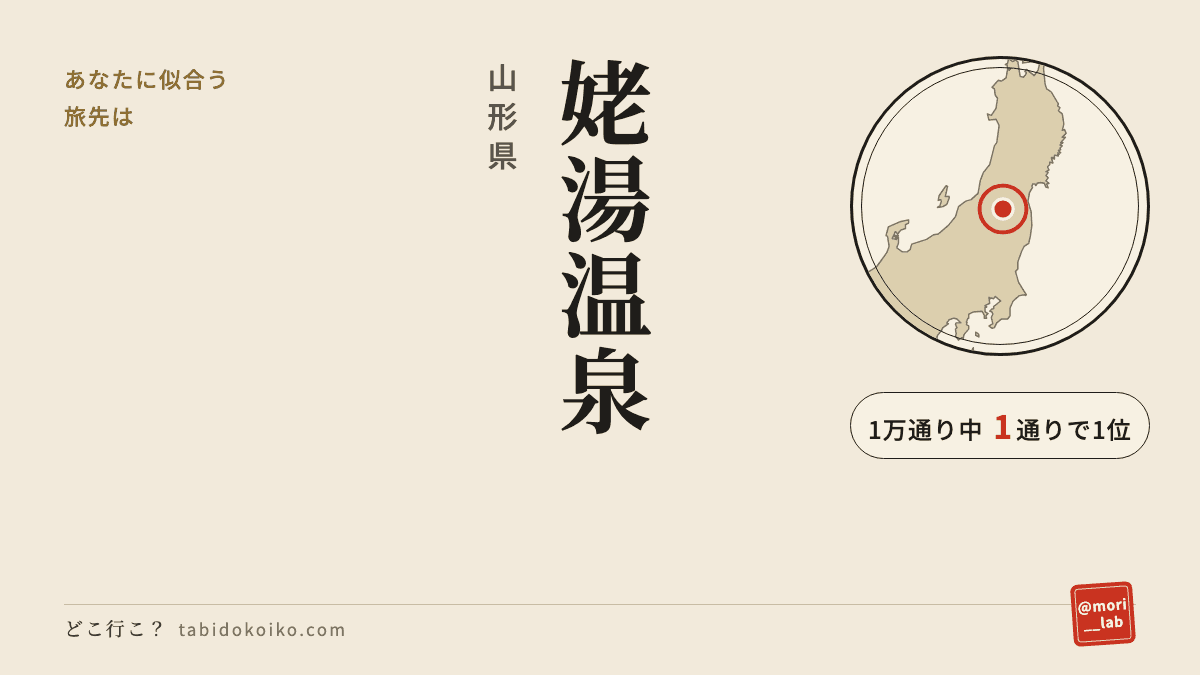 あなたに似合う
旅先は
姥湯温泉
山形県
1万通り中 1通りで1位
どこ行こ？ tabidokoiko.com
@mori
__lab